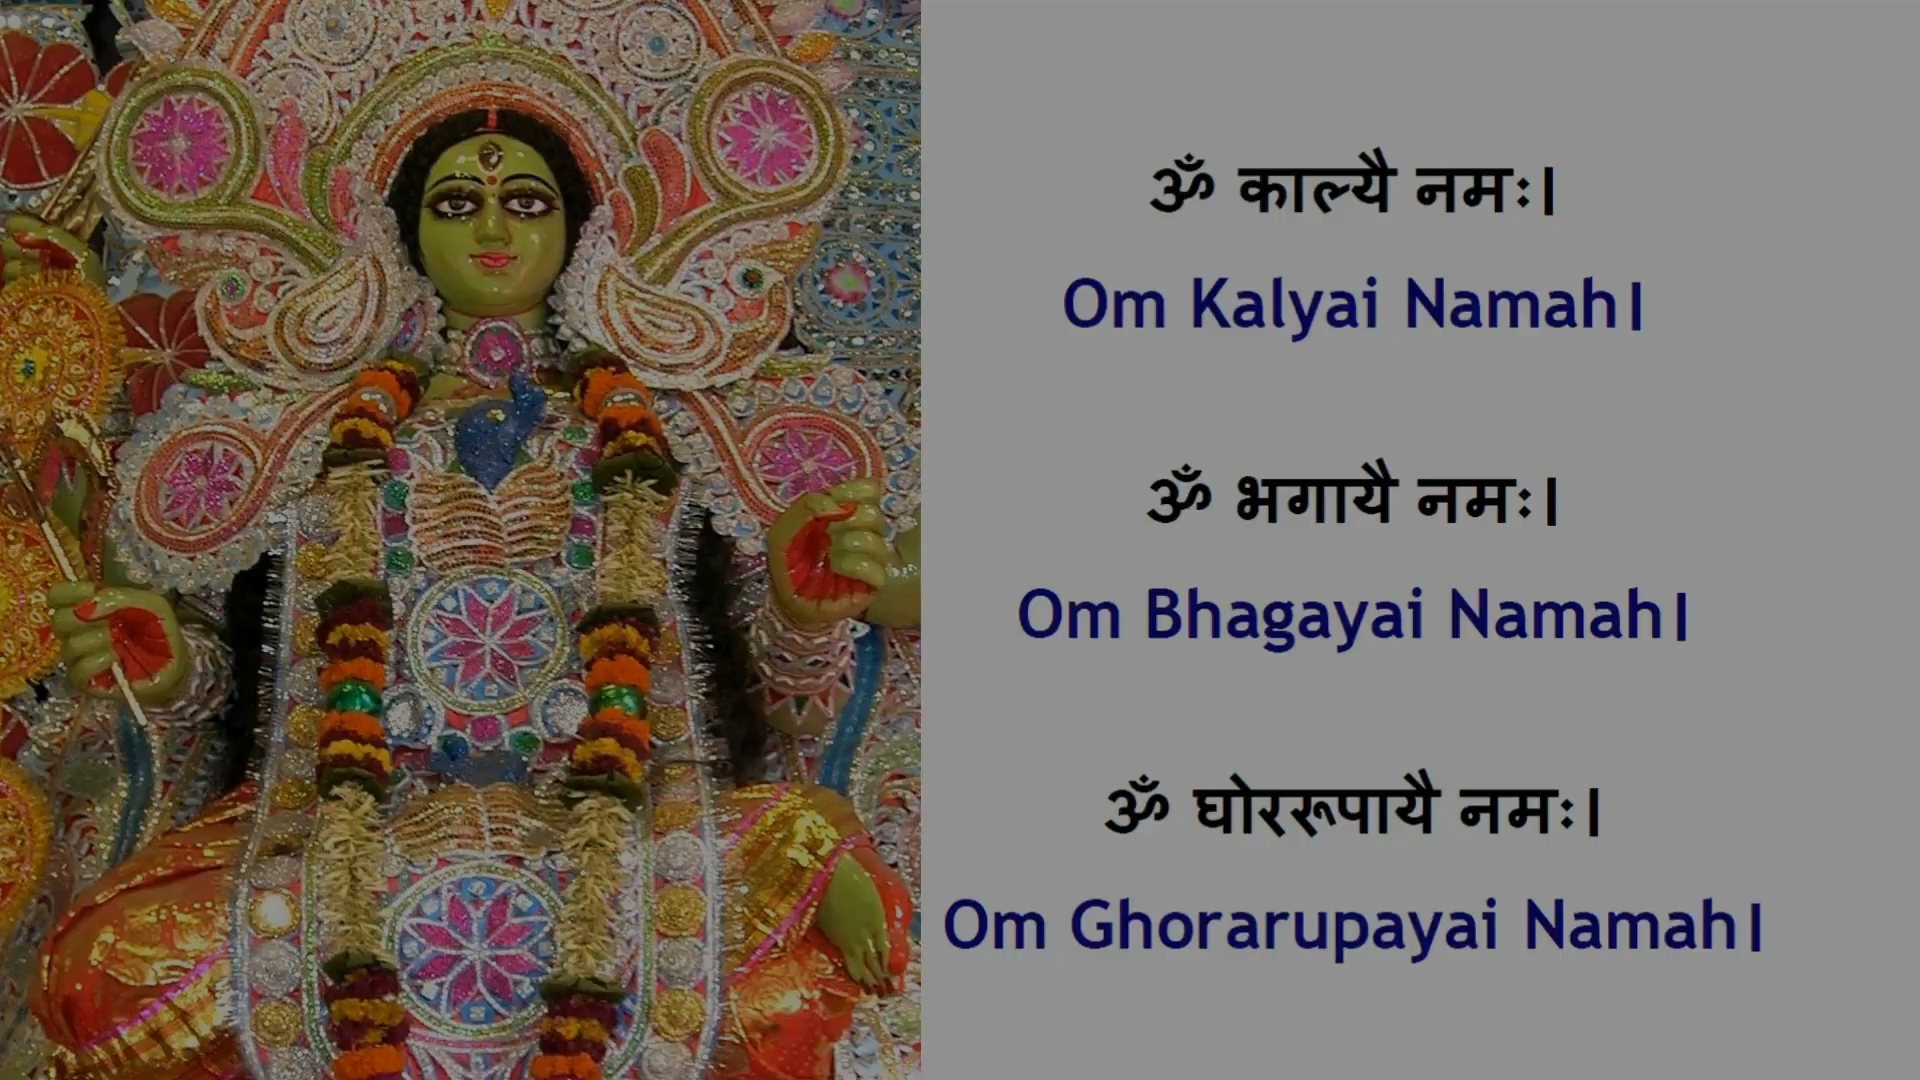 ॐ काल्यै नमः।
Om Kalyai Namah।
ॐ भगायै नमः।
Om Bhagayai Namah।
ॐ घोररूपायै नमः।
Om Ghorarupayai Namah।